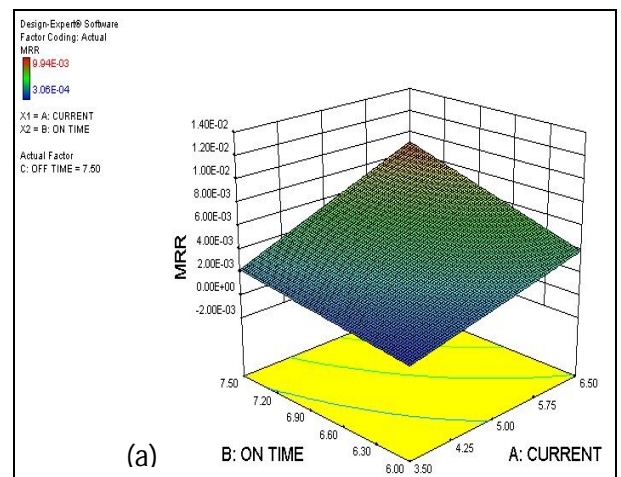 Design-Expert® Software
Factor Coding: Actual
MRR
9.94E-03
3.06E-04
X1 = A: CURRENT
X2 = B: ON TIME
Actual Factor
C: OFF TIME = 7.50
1.40E-02
1.20E-02
1.00E-02
8.00E-03
6.00E-03
4.00E-03
2.00E-03
0.00E+00
-2.00E-03
MRR
7.50
7.20
6.90
6.60
6.30
6.00
3.50
4.25
5.00
5.75
6.50
(a)
B: ON TIME
A: CURRENT